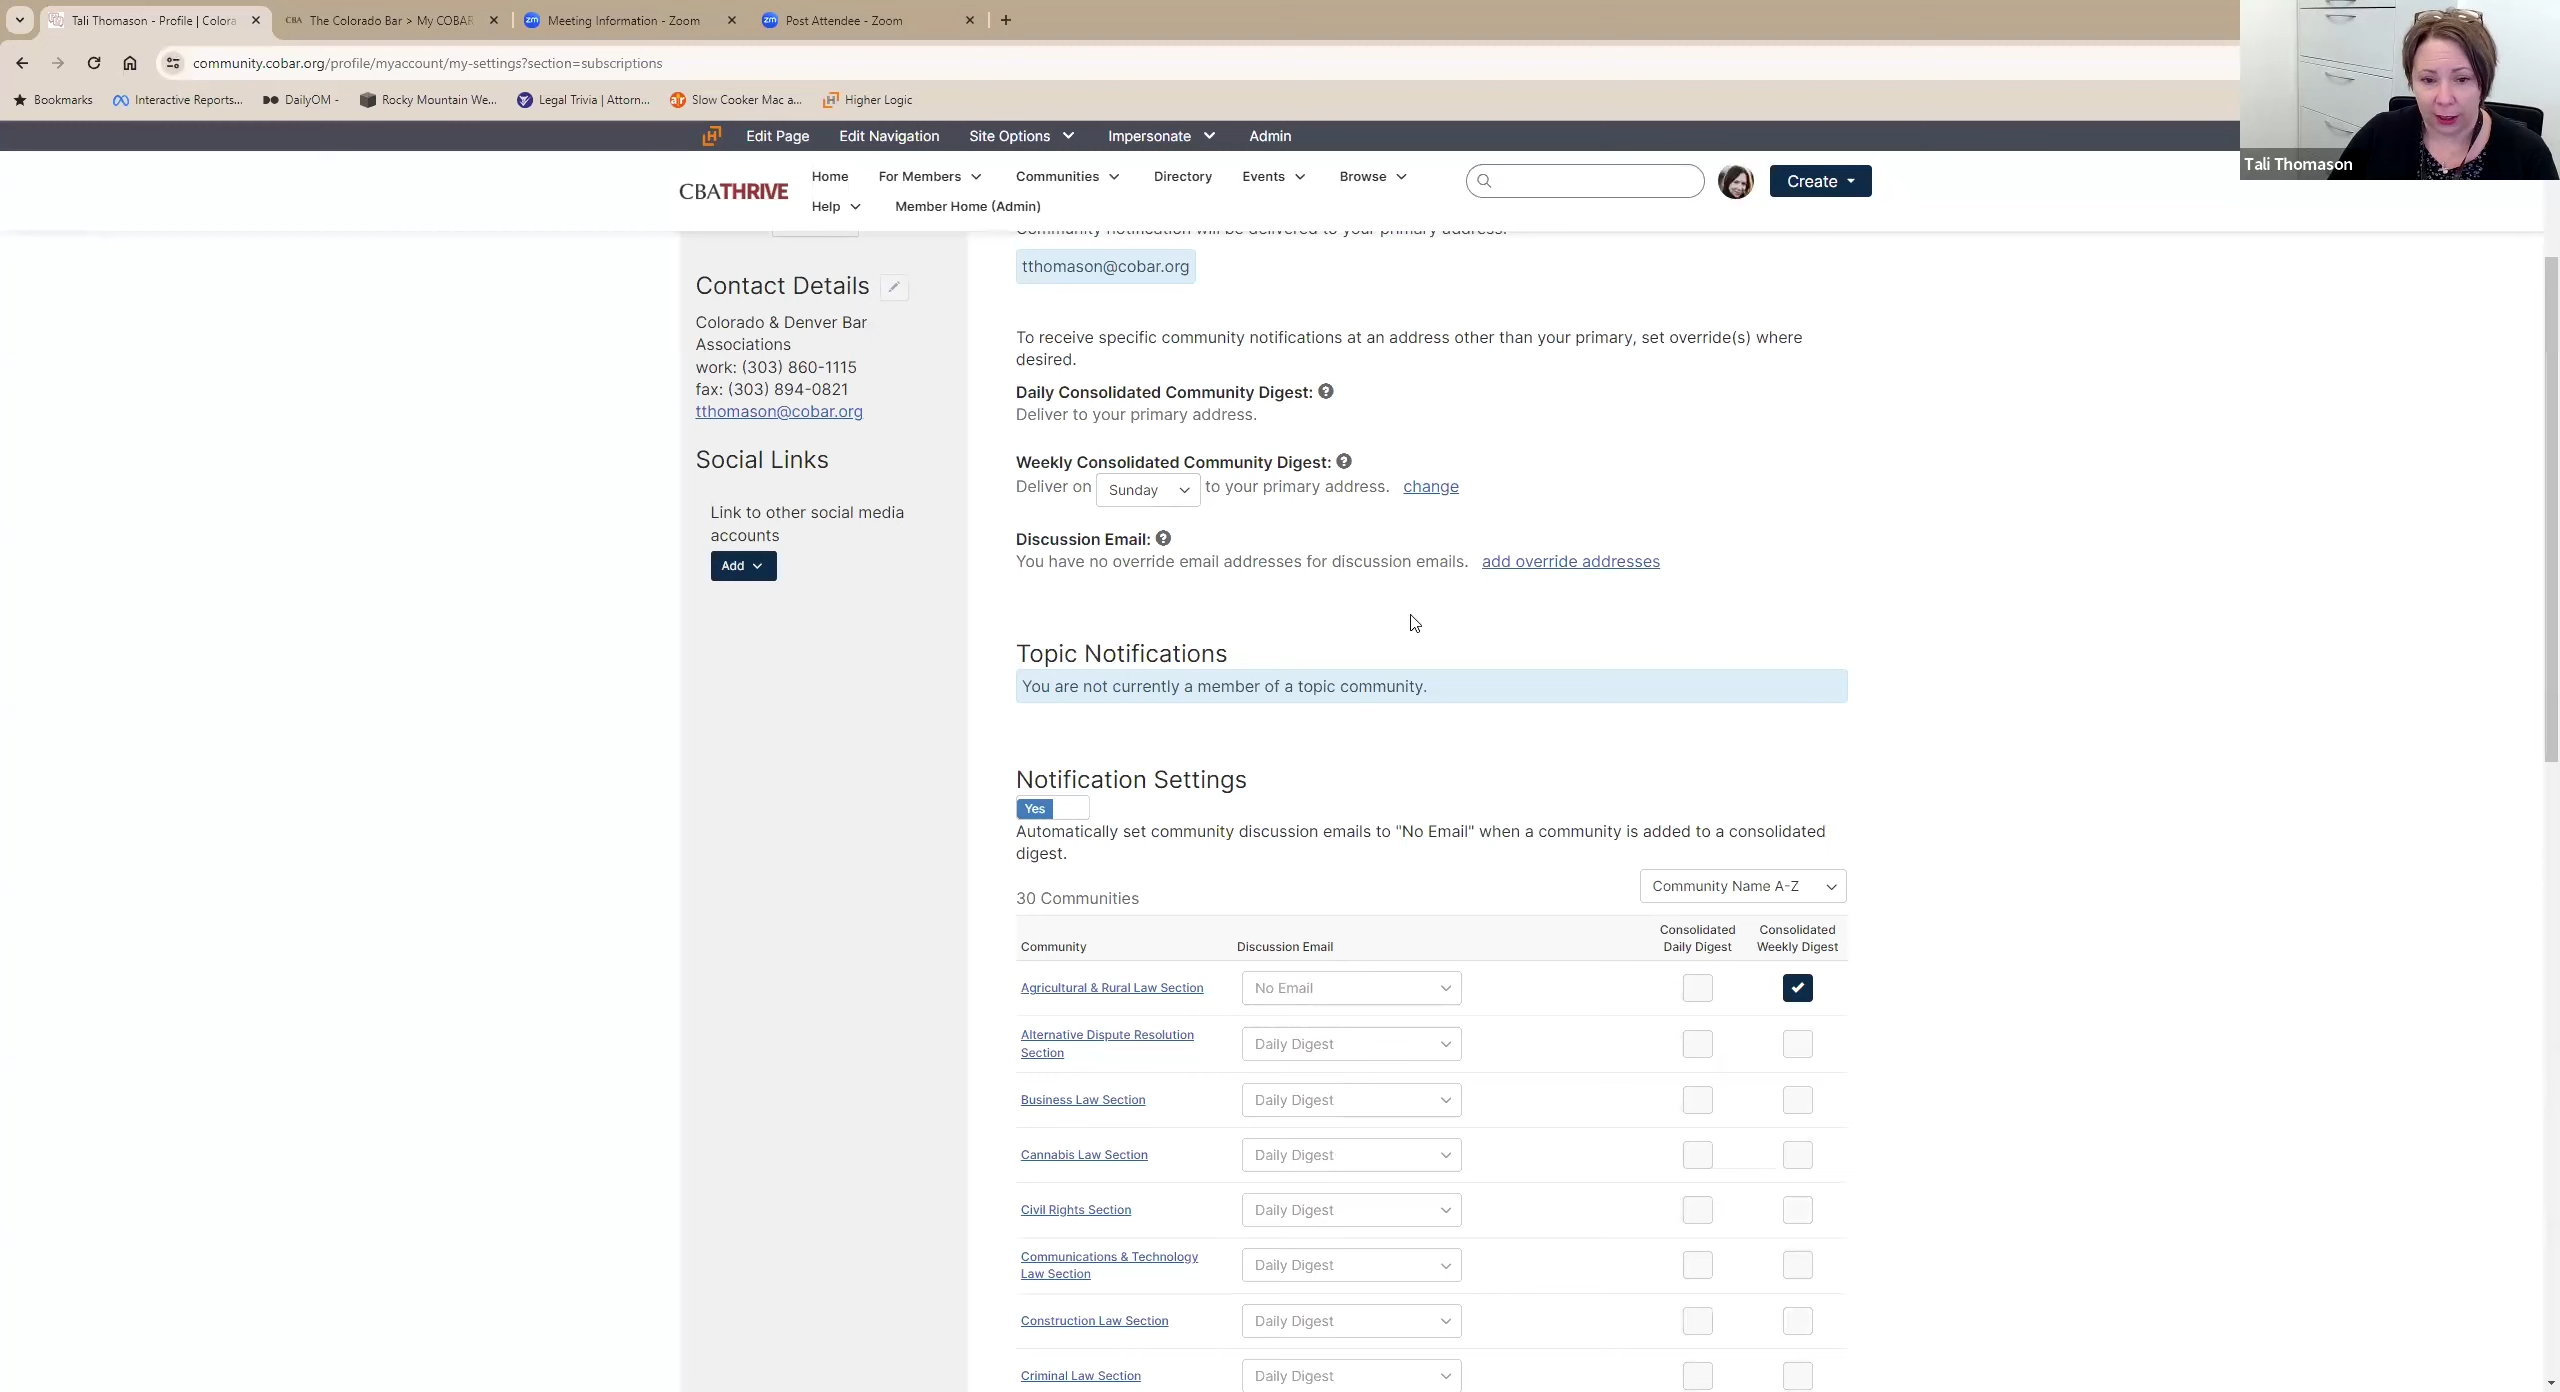 Tali Thomason - Profile | Colora
The Colorado Bar > My COBAR
Meeting Information - Zoom
Post Attendee - Zoom
community.cobar.org/profile/myaccount/my-settings?section=subscriptions
Bookmarks
Interactive Reports...
DailyOM -
Rocky Mountain We...
Legal Trivia | Attorn...
Slow Cooker Mac a...
Higher Logic
Tali Thomason
Edit Page
Edit Navigation
Site Options
Impersonate
Admin
CBATHRIVE
Home
For Members
Communities
Directory
Events
Browse
Help
Member Home (Admin)
Create
Community notification will be delivered to your primary address.
tthomason@cobar.org
Contact Details
Colorado & Denver Bar
Associations
work: (303) 860-1115
fax: (303) 894-0821
tthomason@cobar.org
Social Links
Link to other social media
accounts
Add
To receive specific community notifications at an address other than your primary, set override(s) where
desired.
Daily Consolidated Community Digest:
Deliver to your primary address.
Weekly Consolidated Community Digest:
Deliver on Sunday to your primary address. change
Discussion Email:
You have no override email addresses for discussion emails. add override addresses
Topic Notifications
You are not currently a member of a topic community.
Notification Settings
Yes
Automatically set community discussion emails to "No Email" when a community is added to a consolidated
digest.
30 Communities
Community Name A-Z
Community
Discussion Email
Consolidated
Daily Digest
Consolidated
Weekly Digest
Agricultural & Rural Law Section
No Email
Alternative Dispute Resolution
Section
Daily Digest
Business Law Section
Daily Digest
Cannabis Law Section
Daily Digest
Civil Rights Section
Daily Digest
Communications & Technology
Law Section
Daily Digest
Construction Law Section
Daily Digest
Criminal Law Section
Daily Digest